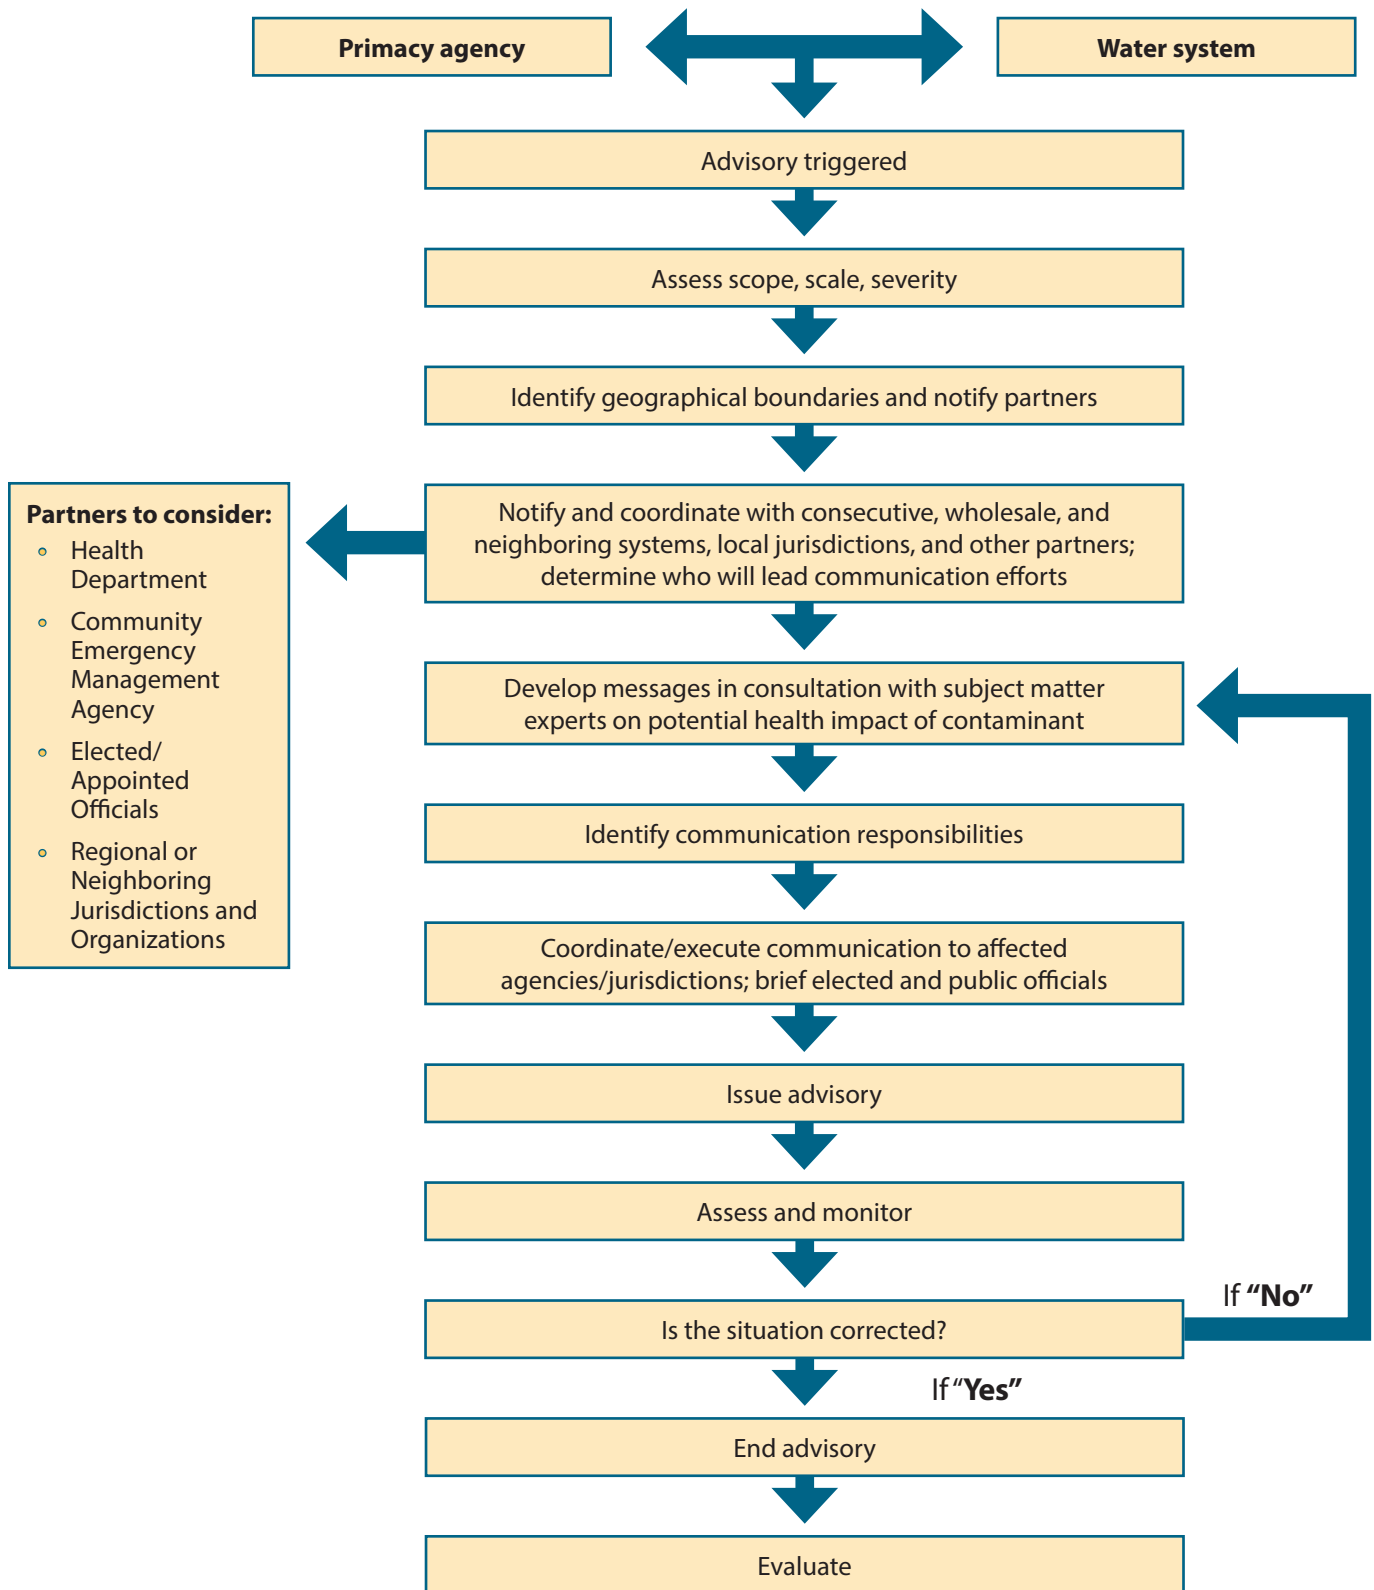 Primacy agency
Water system
Advisory triggered
Assess scope, scale, severity
Identify geographical boundaries and notify partners
Notify and coordinate with consecutive, wholesale, and
neighboring systems, local jurisdictions, and other partners;
determine who will lead communication efforts
Partners to consider:
Health
Department
Community
Emergency
Management
Agency
Elected/
Appointed
Officials
Regional or
Neighboring
Jurisdictions and
Organizations
Develop messages in consultation with subject matter
experts on potential health impact of contaminant
Identify communication responsibilities
Coordinate/execute communication to affected
agencies/jurisdictions; brief elected and public officials
Issue advisory
Assess and monitor
Is the situation corrected?
If “No”
If “Yes”
End advisory
Evaluate